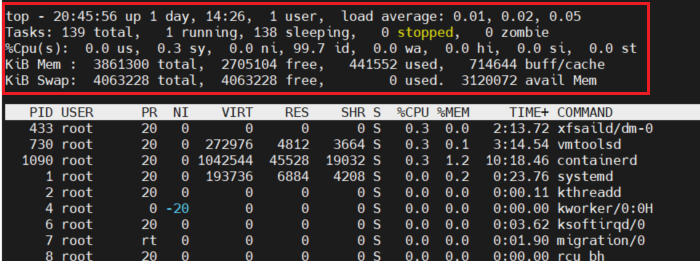 top - 20:45:56 up 1 day, 14:26,  1 user,  load average: 0.01, 0.02, 0.05
Tasks: 139 total,   1 running, 138 sleeping,   0 stopped,   0 zombie
%Cpu(s):  0.0 us,  0.3 sy,  0.0 ni, 99.7 id,  0.0 wa,  0.0 hi,  0.0 si,  0.0 st
KiB Mem :  3861300 total,  2705104 free,   441552 used,   714644 buff/cache
KiB Swap:  4063228 total,  4063228 free,        0 used.  3120072 avail Mem
PID USER      PR  NI    VIRT    RES    SHR S  %CPU %MEM     TIME+ COMMAND
433 root      20   0       0      0      0 S   0.3  0.0   2:13.72 xfsaild/dm-0
730 root      20   0  272976   4812   3664 S   0.3  0.1   3:14.54 vmtoolsd
1090 root      20   0 1042544  45528  19032 S   0.3  1.2  10:18.46 containerd
1 root      20   0  193736   6884   4208 S   0.0  0.2   0:23.76 systemd
2 root      20   0       0      0      0 S   0.0  0.0   0:00.11 kthreadd
4 root       0 -20       0      0      0 S   0.0  0.0   0:00.00 kworker/0:0H
6 root      20   0       0      0      0 S   0.0  0.0   0:03.62 ksoftirqd/0
7 root      rt   0       0      0      0 S   0.0  0.0   0:01.90 migration/0
8 root      20   0       0      0      0 S   0.0  0.0   0:00.00 rcu_bh